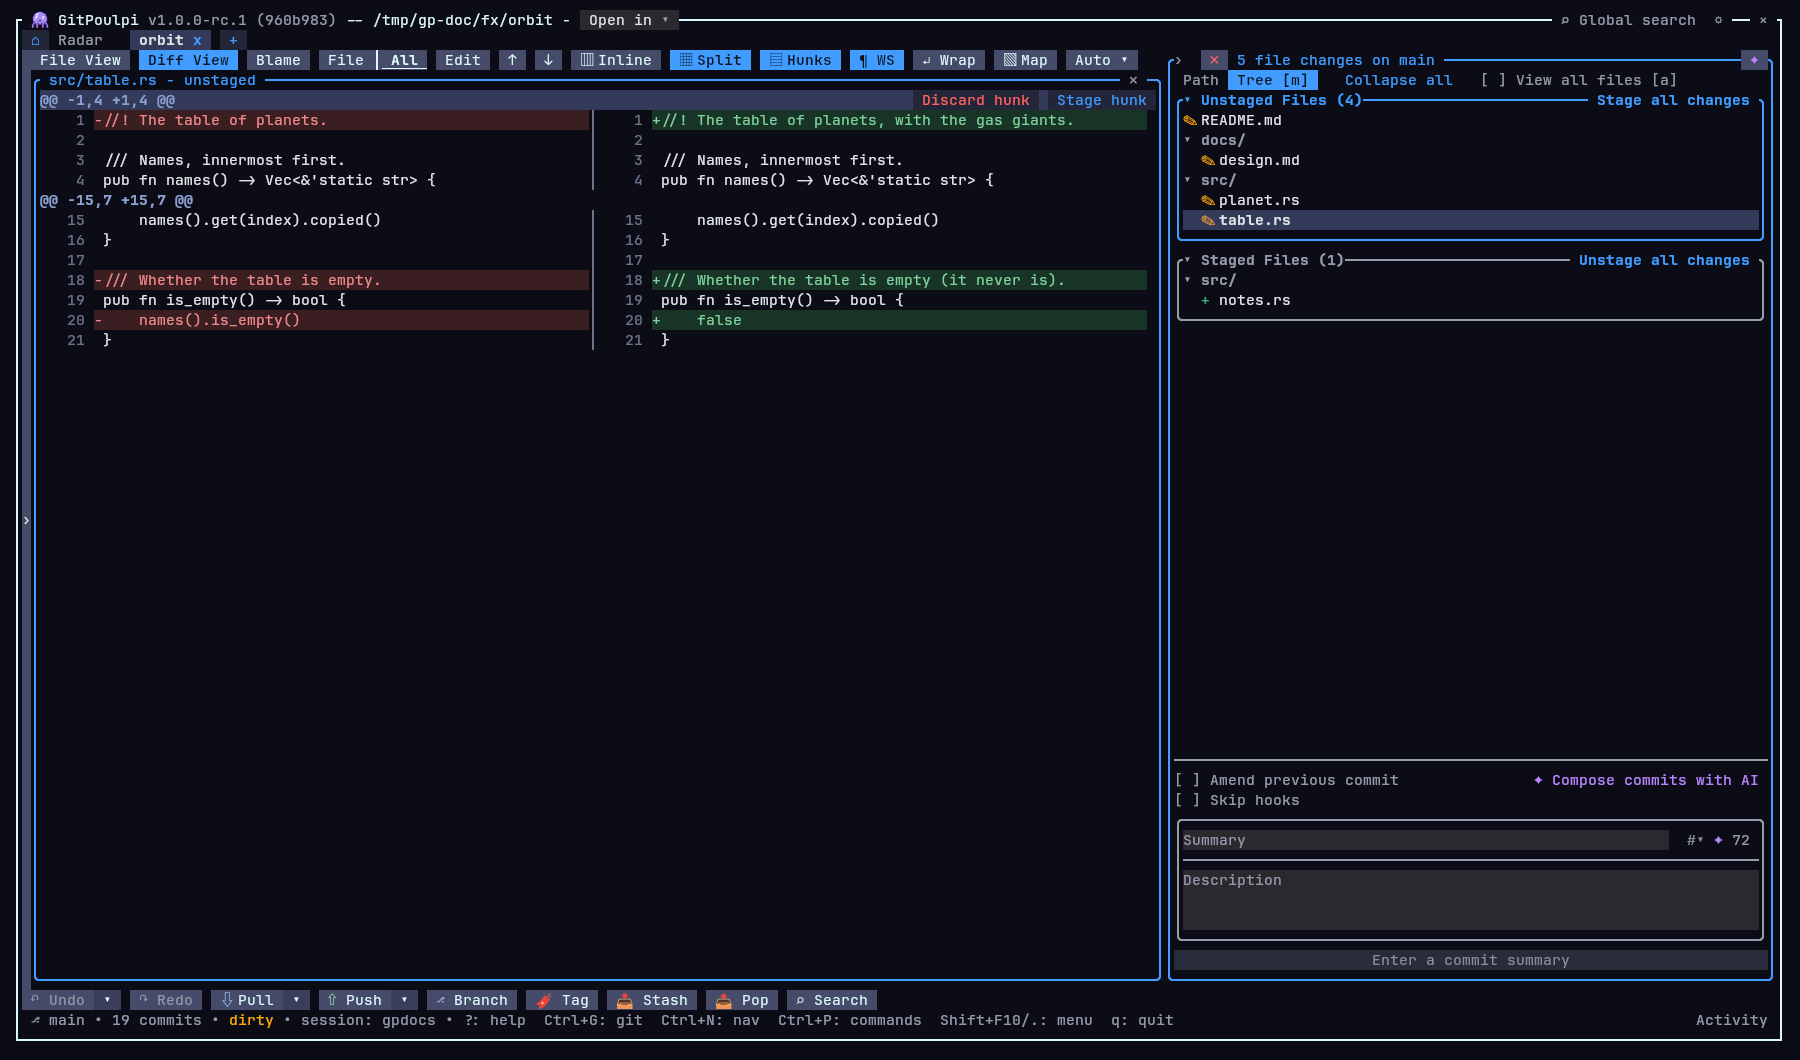 GitPoulpi v1.0.0-rc.1 (960b983) -- /tmp/gp-doc/fx/orbit - Open in ▾ ⌕ Global search ☼ — ×
⌂ Radar orbit x +
File View Diff View Blame File All Edit ↑ ↓ Inline Split Hunks ¶ WS ↲ Wrap Map Auto ▾
› ✕ 5 file changes on main ✦
src/table.rs - unstaged ×
Path Tree [m] Collapse all [ ] View all files [a]
@@ -1,4 +1,4 @@ Discard hunk Stage hunk
1 -//! The table of planets. 1 +//! The table of planets, with the gas giants.
2 2
3 /// Names, innermost first. 3 /// Names, innermost first.
4 pub fn names() -> Vec<&'static str> { 4 pub fn names() -> Vec<&'static str> {
@@ -15,7 +15,7 @@
15 names().get(index).copied() 15 names().get(index).copied()
16 } 16 }
17 17
18 -/// Whether the table is empty. 18 +/// Whether the table is empty (it never is).
19 pub fn is_empty() -> bool { 19 pub fn is_empty() -> bool {
20 - names().is_empty() 20 + false
21 } 21 }
▾ Unstaged Files (4) Stage all changes
✎ README.md
▾ docs/
✎ design.md
▾ src/
✎ planet.rs
✎ table.rs
▾ Staged Files (1) Unstage all changes
▾ src/
+ notes.rs
›
[ ] Amend previous commit ✦ Compose commits with AI
[ ] Skip hooks
Summary #▾ ✦ 72
Description
Enter a commit summary
↶ Undo ▾ ↷ Redo ⇩ Pull ▾ ⇧ Push ▾ ⎇ Branch Tag Stash Pop ⌕ Search
⎇ main • 19 commits • dirty • session: gpdocs • ?: help Ctrl+G: git Ctrl+N: nav Ctrl+P: commands Shift+F10/.: menu q: quit Activity